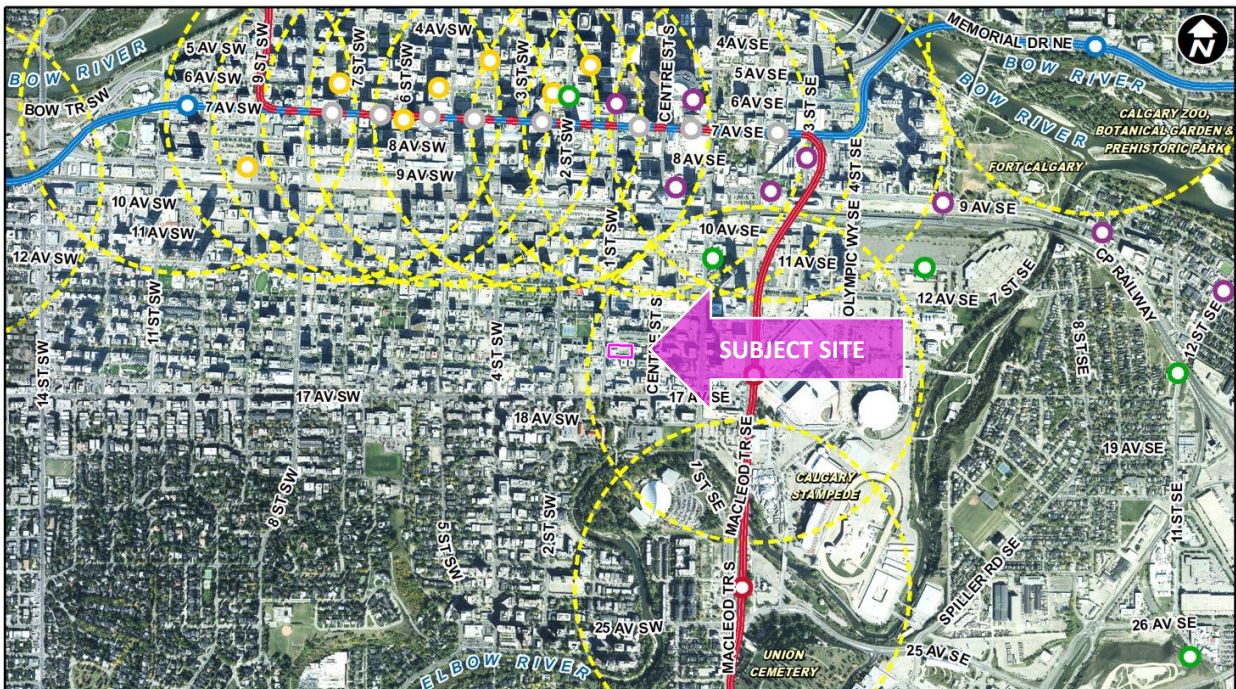 4 AV SW
5 AV SW
6 AV SW
7 AV SW
BOW RIVER
BOW TR SW
9 ST SW
7 ST SW
6 ST SW
3 ST SW
2 ST SW
CENTRE ST S
4 AV SE
5 AV SE
6 AV SE
7 AV SE
3 ST SE
MEMORIAL DR NE
BOW RIVER
BOW RIVER
N
CALGARY ZOO,
BOTANICAL GARDEN &
PREHISTORIC PARK
FORT CALGARY
8 AV SW
9 AV SW
8 AV SE
9 AV SE
4 ST SE
OLYMPIC WY SE
10 AV SW
11 AV SW
12 AV SW
1 ST SW
10 AV SE
11 AV SE
12 AV SE
7 ST SE
CP RAILWAY
12 ST SE
8 ST SE
14 ST SW
11 ST SW
4 ST SW
CENTRE ST S
SUBJECT SITE
17 AV SW
17 AV SE
18 AV SW
19 AV SE
8 ST SW
5 ST SW
2 ST SW
1 ST SE
MACLEOD TR SE
CALGARY
STAMPEDE
11 ST SE
SPILLER RD SE
25 AV SW
MACLEOD TR S
UNION
CEMETERY
25 AV SE
26 AV SE
ELBOW RIVER